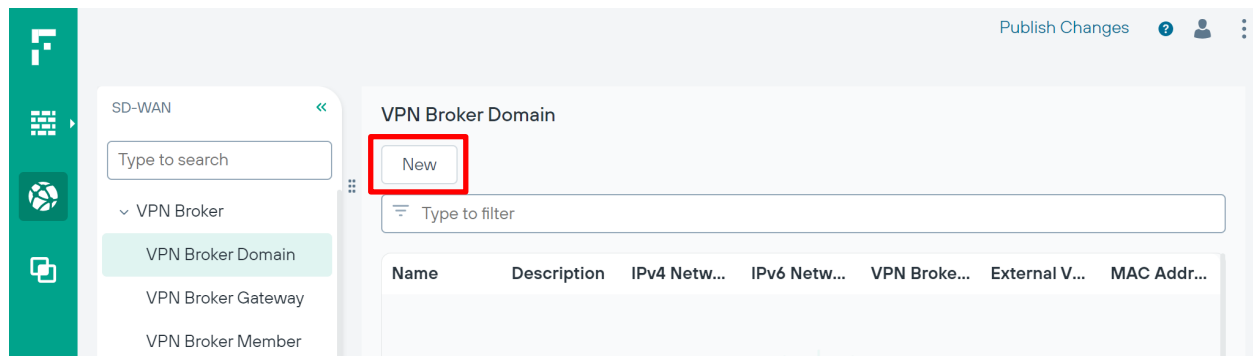 Publish Changes
?
SD-WAN
«
Type to search
VPN Broker
VPN Broker Domain
VPN Broker Gateway
VPN Broker Member
VPN Broker Domain
New
Type to filter
Name Description IPv4 Netw... IPv6 Netw... VPN Broke... External V... MAC Addr...